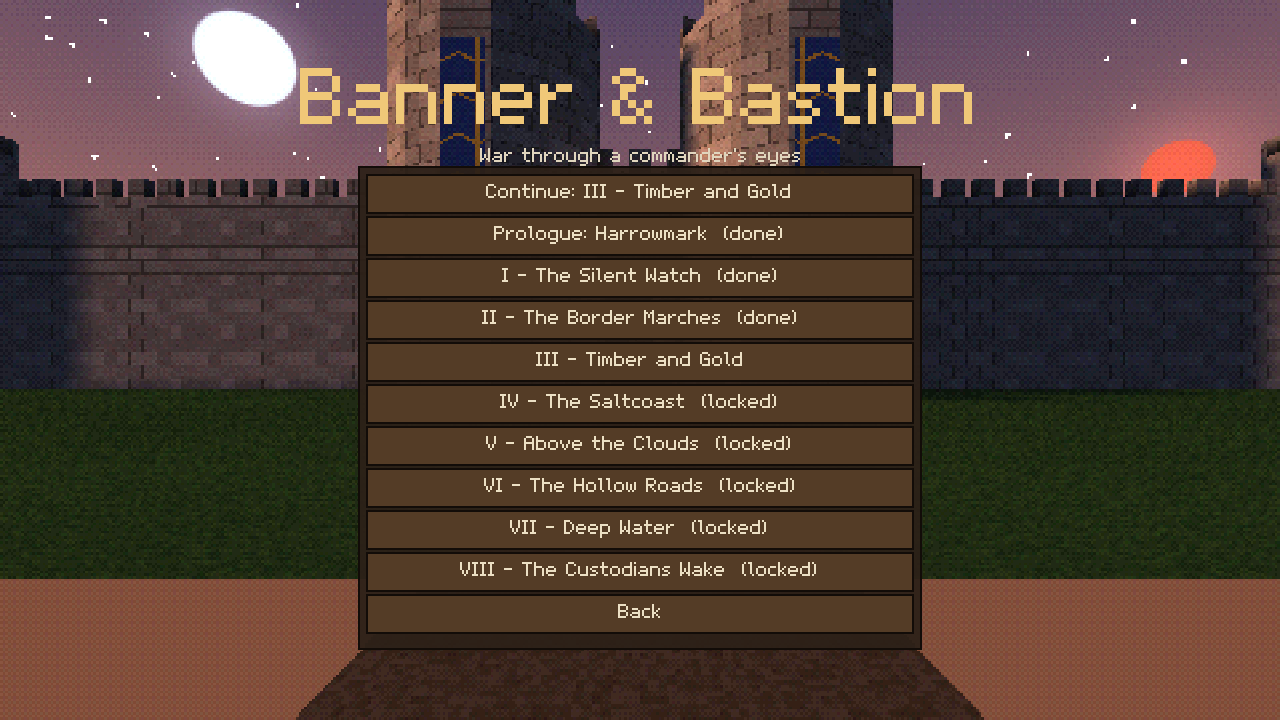 Banner & Bastion
War through a commander's eyes
Continue: III - Timber and Gold
Prologue: Harrowmark (done)
I - The Silent Watch (done)
II - The Border Marches (done)
III - Timber and Gold
IV - The Saltcoast (locked)
V - Above the Clouds (locked)
VI - The Hollow Roads (locked)
VII - Deep Water (locked)
VIII - The Custodians Wake (locked)
Back